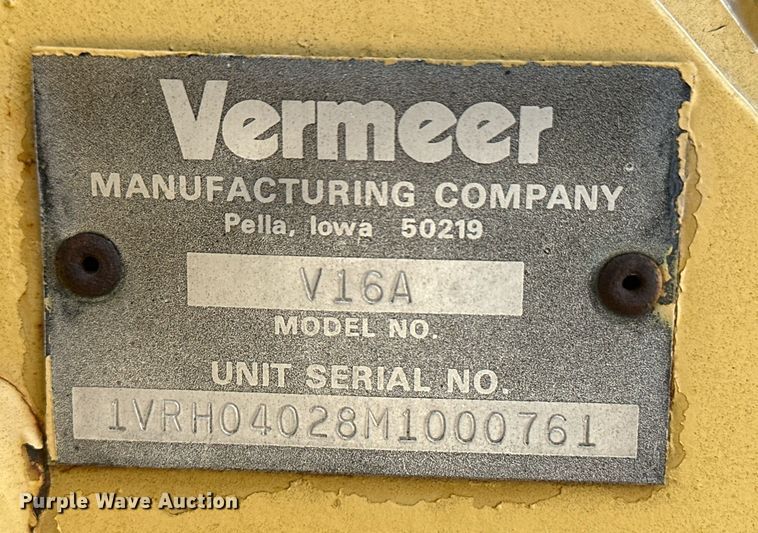 Vermeer
MANUFACTURING COMPANY
Pella, Iowa 50219
V16A
MODEL NO.
UNIT SERIAL NO.
1VRH04028M1000761
Purple Wave Auction